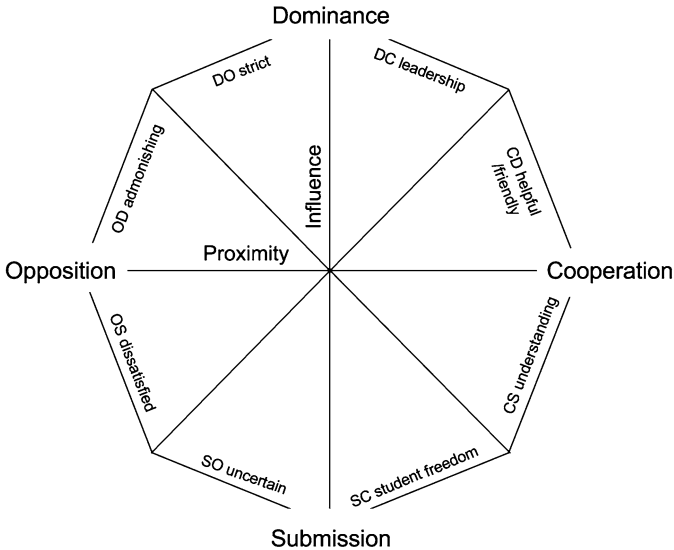 Dominance
DO strict
DC leadership
OD admonishing
Influence
CD helpful
/friendly
Proximity
Opposition
Cooperation
OS dissatisfied
CS understanding
SO uncertain
SC student freedom
Submission